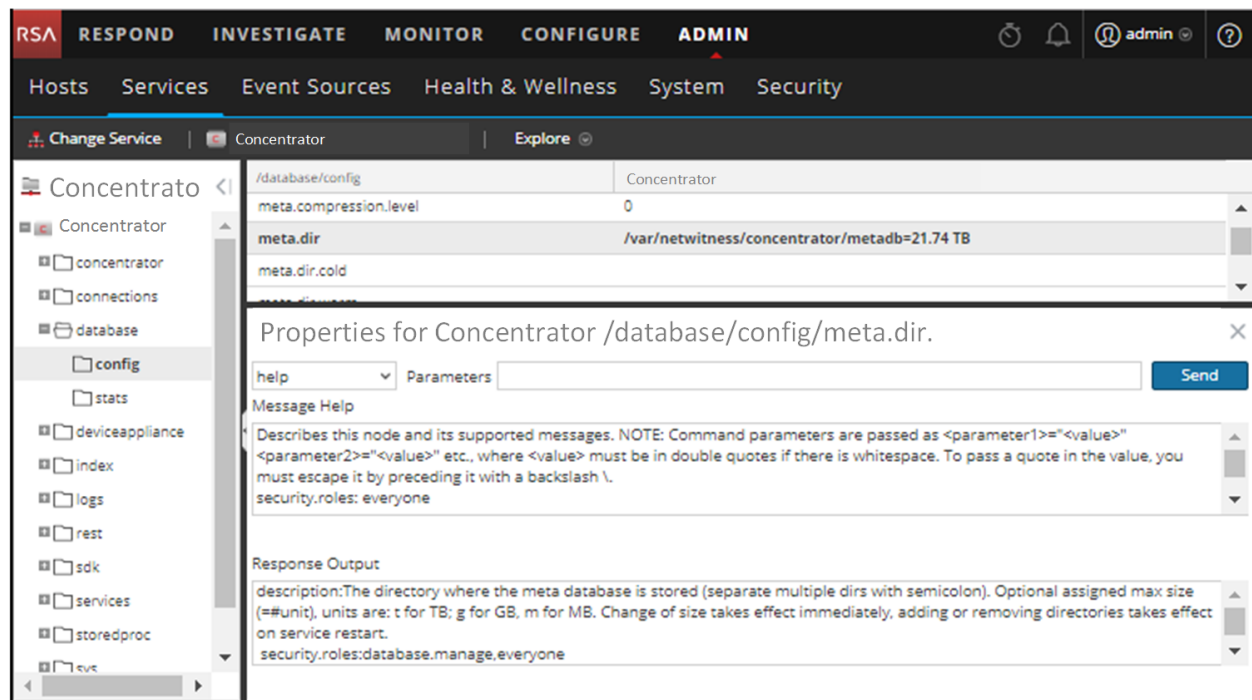 RSA RESPOND INVESTIGATE MONITOR CONFIGURE ADMIN admin
Hosts Services Event Sources Health & Wellness System Security
Change Service | C Concentrator | Explore
Concentrato
C Concentrator
concentrator
connections
database
config
stats
deviceappliance
index
logs
rest
sdk
services
storedproc
sys
/database/config Concentrator
meta.compression.level 0
meta.dir /var/netwitness/concentrator/metadb=21.74 TB
meta.dir.cold
Properties for Concentrator /database/config/meta.dir.
help Parameters Send
Message Help
Describes this node and its supported messages. NOTE: Command parameters are passed as <parameter1>="<value>"
<parameter2>="<value>" etc., where <value> must be in double quotes if there is whitespace. To pass a quote in the value, you
must escape it by preceding it with a backslash \.
security.roles: everyone
Response Output
description:The directory where the meta database is stored (separate multiple dirs with semicolon). Optional assigned max size
(=#unit), units are: t for TB; g for GB, m for MB. Change of size takes effect immediately, adding or removing directories takes effect
on service restart.
security.roles:database.manage,everyone